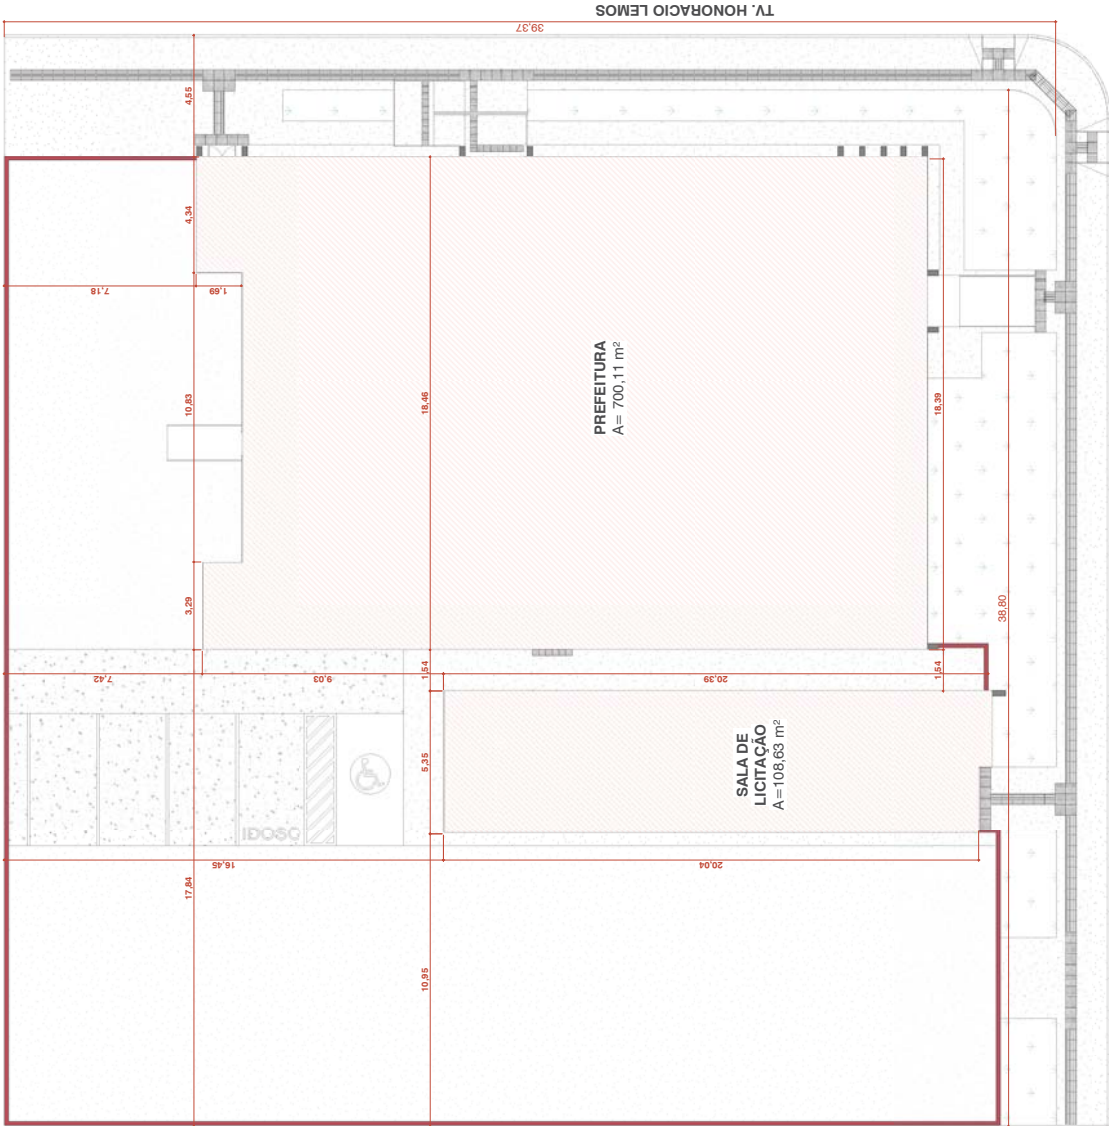 TV. HONORACIO LEMOS
39,37
4,55
4,34
7,18
1,69
10,83
18,46
PREFEITURA
A= 700,11 m²
18,39
3,29
38,80
7,42
9,03
1,54
20,39
1,54
5,35
SALA DE
LICITAÇÃO
A=108,63 m²
IDOSO
16,45
20,04
17,84
10,95